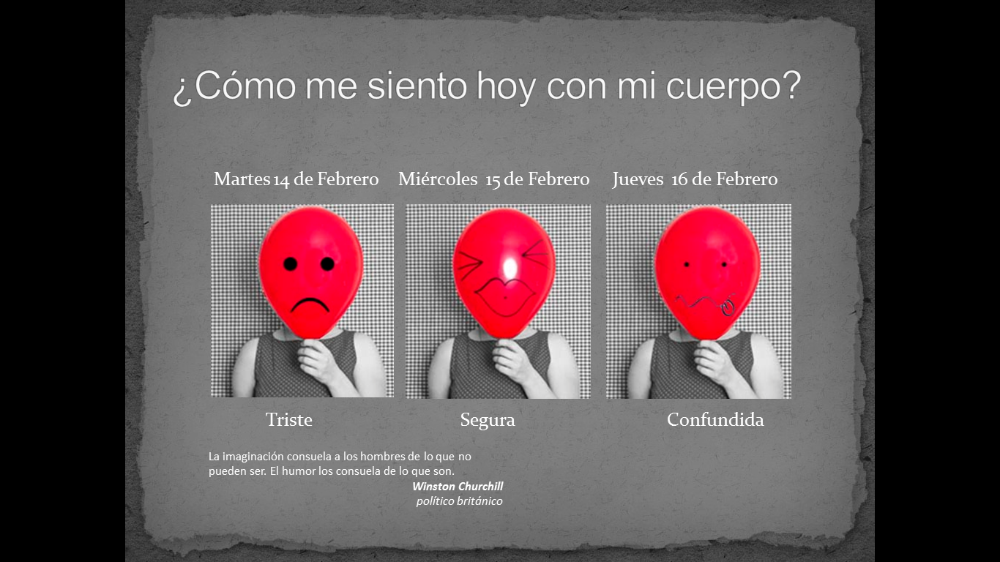 ¿Cómo me siento hoy con mi cuerpo?
Martes 14 de Febrero
Miércoles 15 de Febrero
Jueves 16 de Febrero
Triste
Segura
Confundida
La imaginación consuela a los hombres de lo que no
pueden ser. El humor los consuela de lo que son.
Winston Churchill
político británico